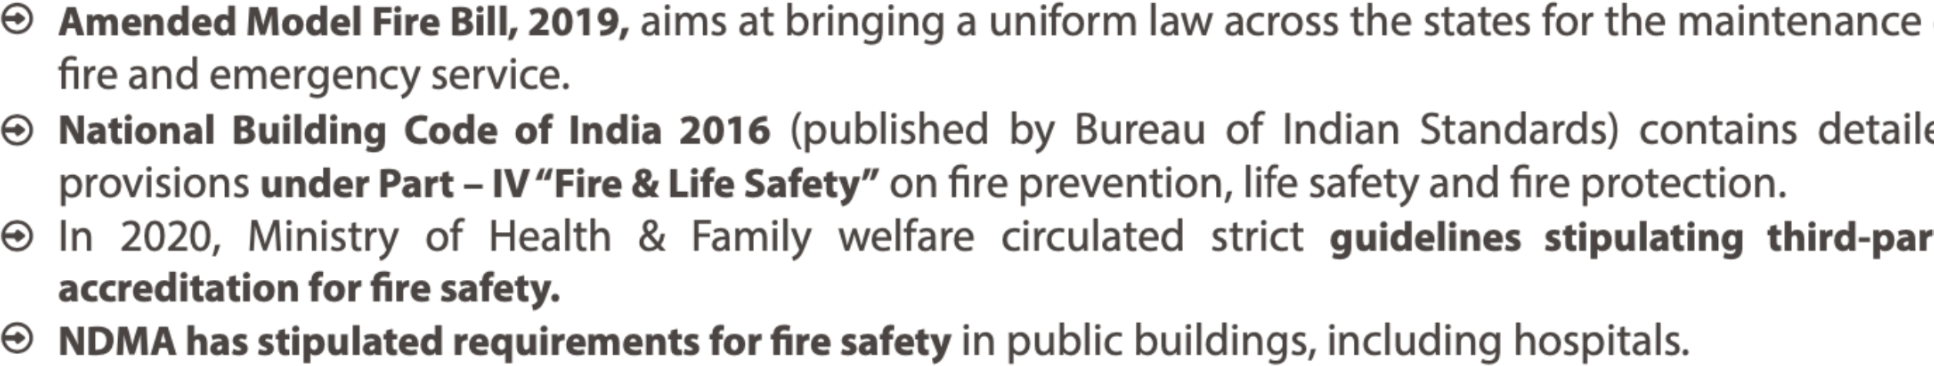 Amended Model Fire Bill, 2019, aims at bringing a uniform law across the states for the maintenance
fire and emergency service.
National Building Code of India 2016 (published by Bureau of Indian Standards) contains detaile
provisions under Part – IV “Fire & Life Safety” on fire prevention, life safety and fire protection.
In 2020, Ministry of Health & Family welfare circulated strict guidelines stipulating third-par
accreditation for fire safety.
NDMA has stipulated requirements for fire safety in public buildings, including hospitals.